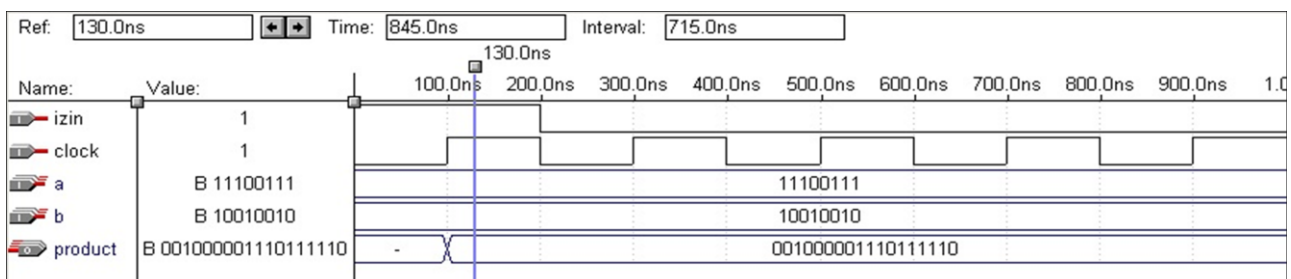 Ref: 130.0ns Time: 845.0ns Interval: 715.0ns
130.0ns
Name: Value: 100.0ns 200.0ns 300.0ns 400.0ns 500.0ns 600.0ns 700.0ns 800.0ns 900.0ns 1.0
izin 1
clock 1
a B 11100111 11100111
b B 10010010 10010010
product B 0010000001110111110 - 0010000001110111110